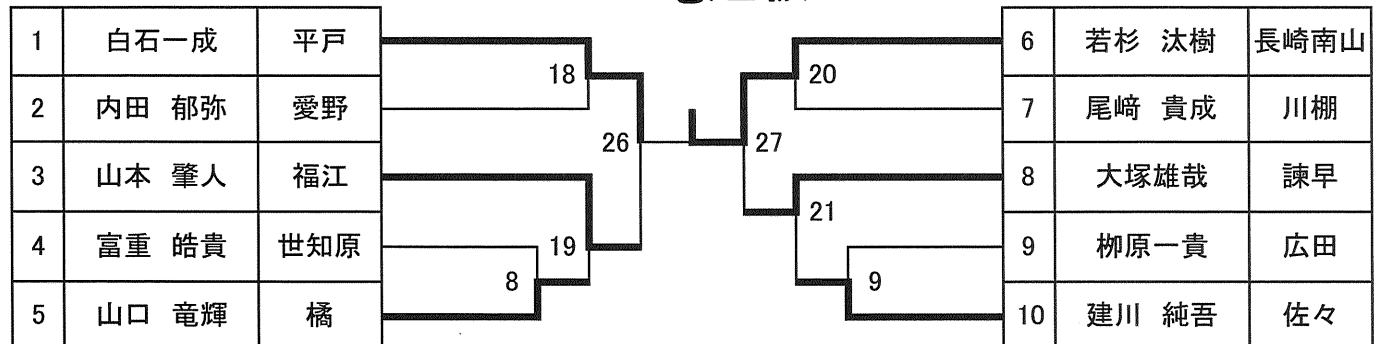 1 白石一成 平戸
2 内田 郁弥 愛野
3 山本 肇人 福江
4 富重 皓貴 世知原
5 山口 竜輝 橘
18
26
19
8
20
27
21
9
6 若杉 汰樹 長崎南山
7 尾﨑 貴成 川棚
8 大塚雄哉 諫早
9 栁原一貴 広田
10 建川 純吾 佐々